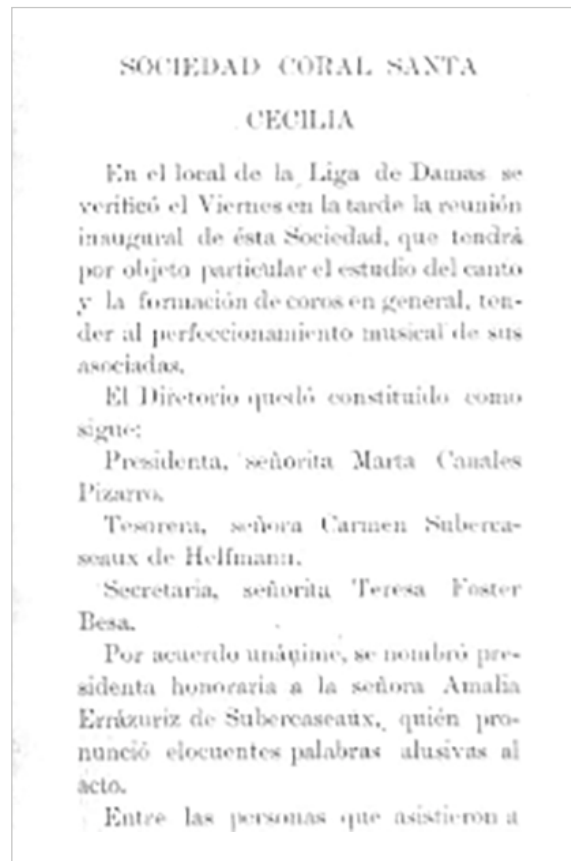 SOCIEDAD CORAL SANTA
CECILIA
En el local de la Liga de Damas se
verificó el Viernes en la tarde la reunión
inaugural de ésta Sociedad, que tendrá
por objeto particular el estudio del canto
y la formación de coros en general, ten-
der al perfeccionamiento musical de sus
asociadas.
El Diretorio quedó constituido como
sigue:
Presidenta, señorita Marta Canales
Pizarro.
Tesorera, señora Carmen Suberca-
seaux de Helfmann.
Secretaria, señorita Teresa Foster
Besa.
Por acuerdo unánime, se nombró pre-
sidenta honoraria a la señora Amalia
Errázuriz de Subercaseaux, quién pro-
nunció elocuentes palabras alusivas al
acto.
Entre las personas que asistieron a